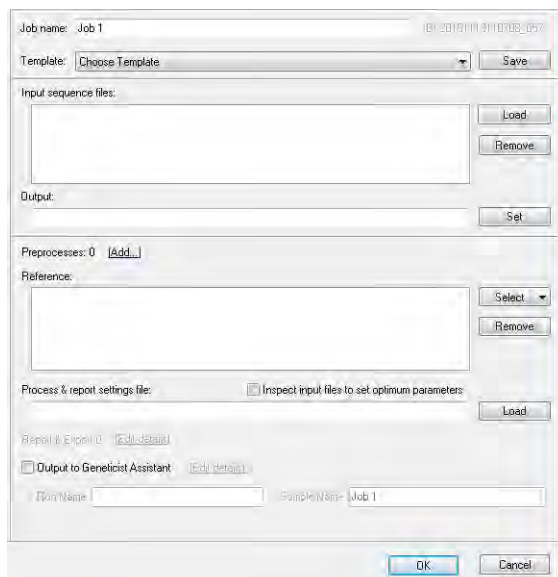 Job name: Job 1
Template: Choose Template Save
Input sequence files:
Load
Remove
Output:
Set
Preprocesses: 0 [Add...]
Reference:
Select
Remove
Process & report settings file: Inspect input files to set optimum parameters
Load
Report & Export 0 [Edit details]
Output to Geneticist Assistant [Edit details]
Run Name Sample Name Job 1
OK Cancel